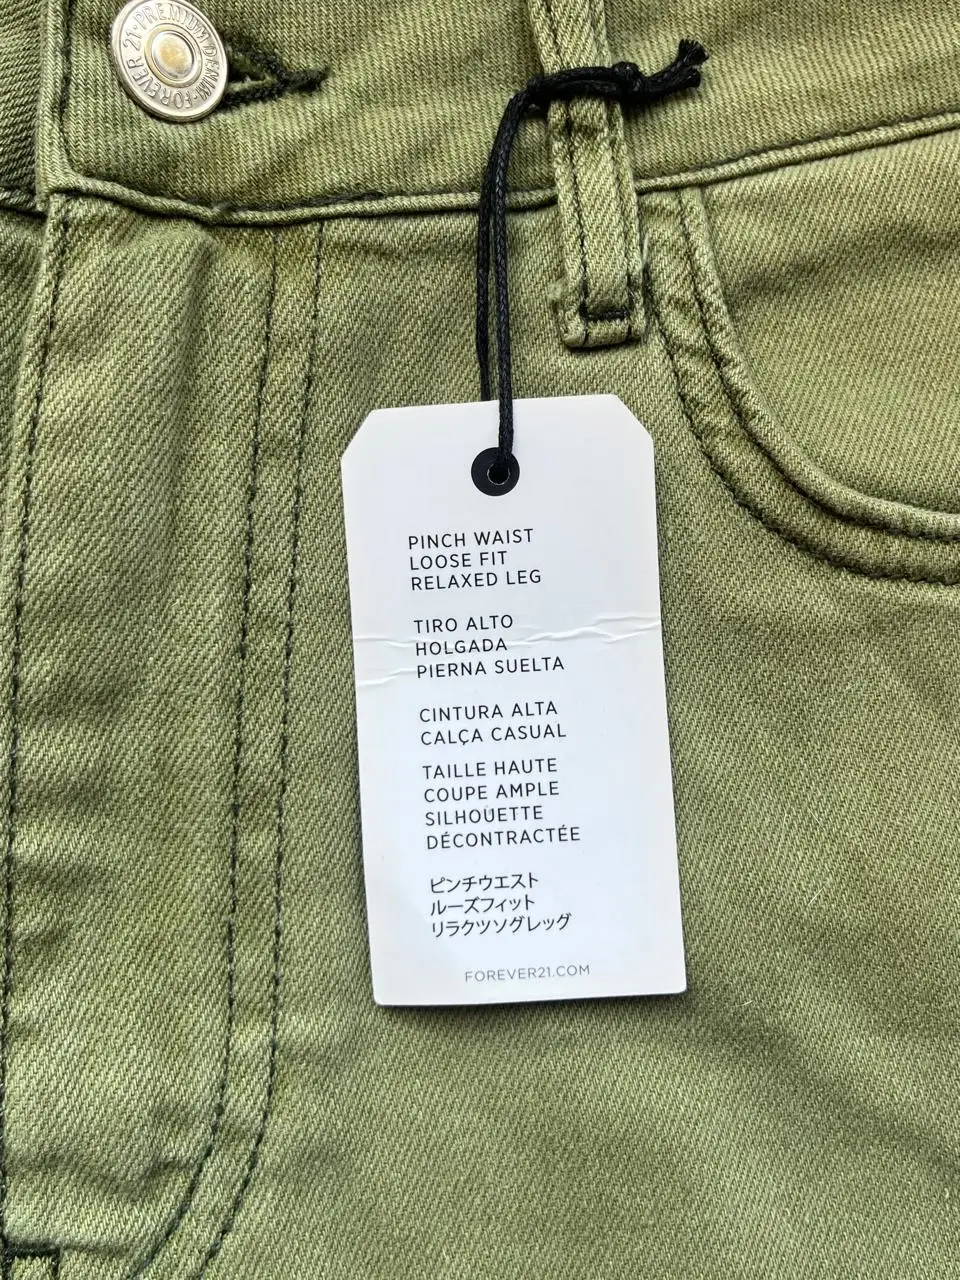 FOREVER 21 · PREMIUM DENIM ·
PINCH WAIST
LOOSE FIT
RELAXED LEG
TIRO ALTO
HOLGADA
PIERNA SUELTA
CINTURA ALTA
CALÇA CASUAL
TAILLE HAUTE
COUPE AMPLE
SILHOUETTE
DÉCONTRACTÉE
ピンチウエスト
ルーズフィット
リラクツソグレッグ
FOREVER21.COM